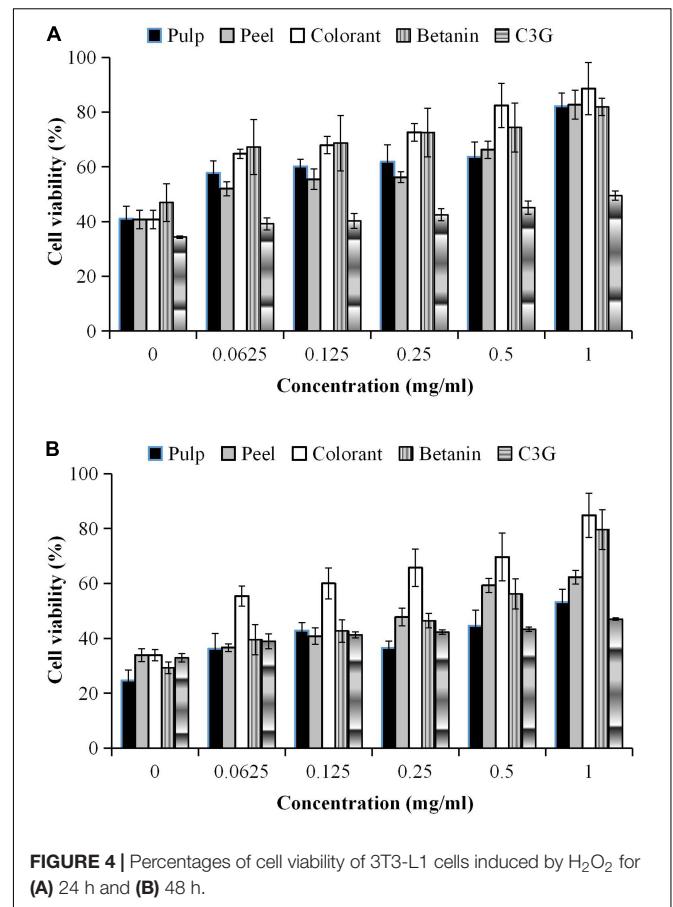 A
Pulp Peel Colorant Betanin C3G
100
80
60
40
20
0
Cell viability (%)
0 0.0625 0.125 0.25 0.5 1
Concentration (mg/ml)
B
Pulp Peel Colorant Betanin C3G
100
80
60
40
20
0
Cell viability (%)
0 0.0625 0.125 0.25 0.5 1
Concentration (mg/ml)
FIGURE 4 | Percentages of cell viability of 3T3-L1 cells induced by H₂O₂ for
(A) 24 h and (B) 48 h.